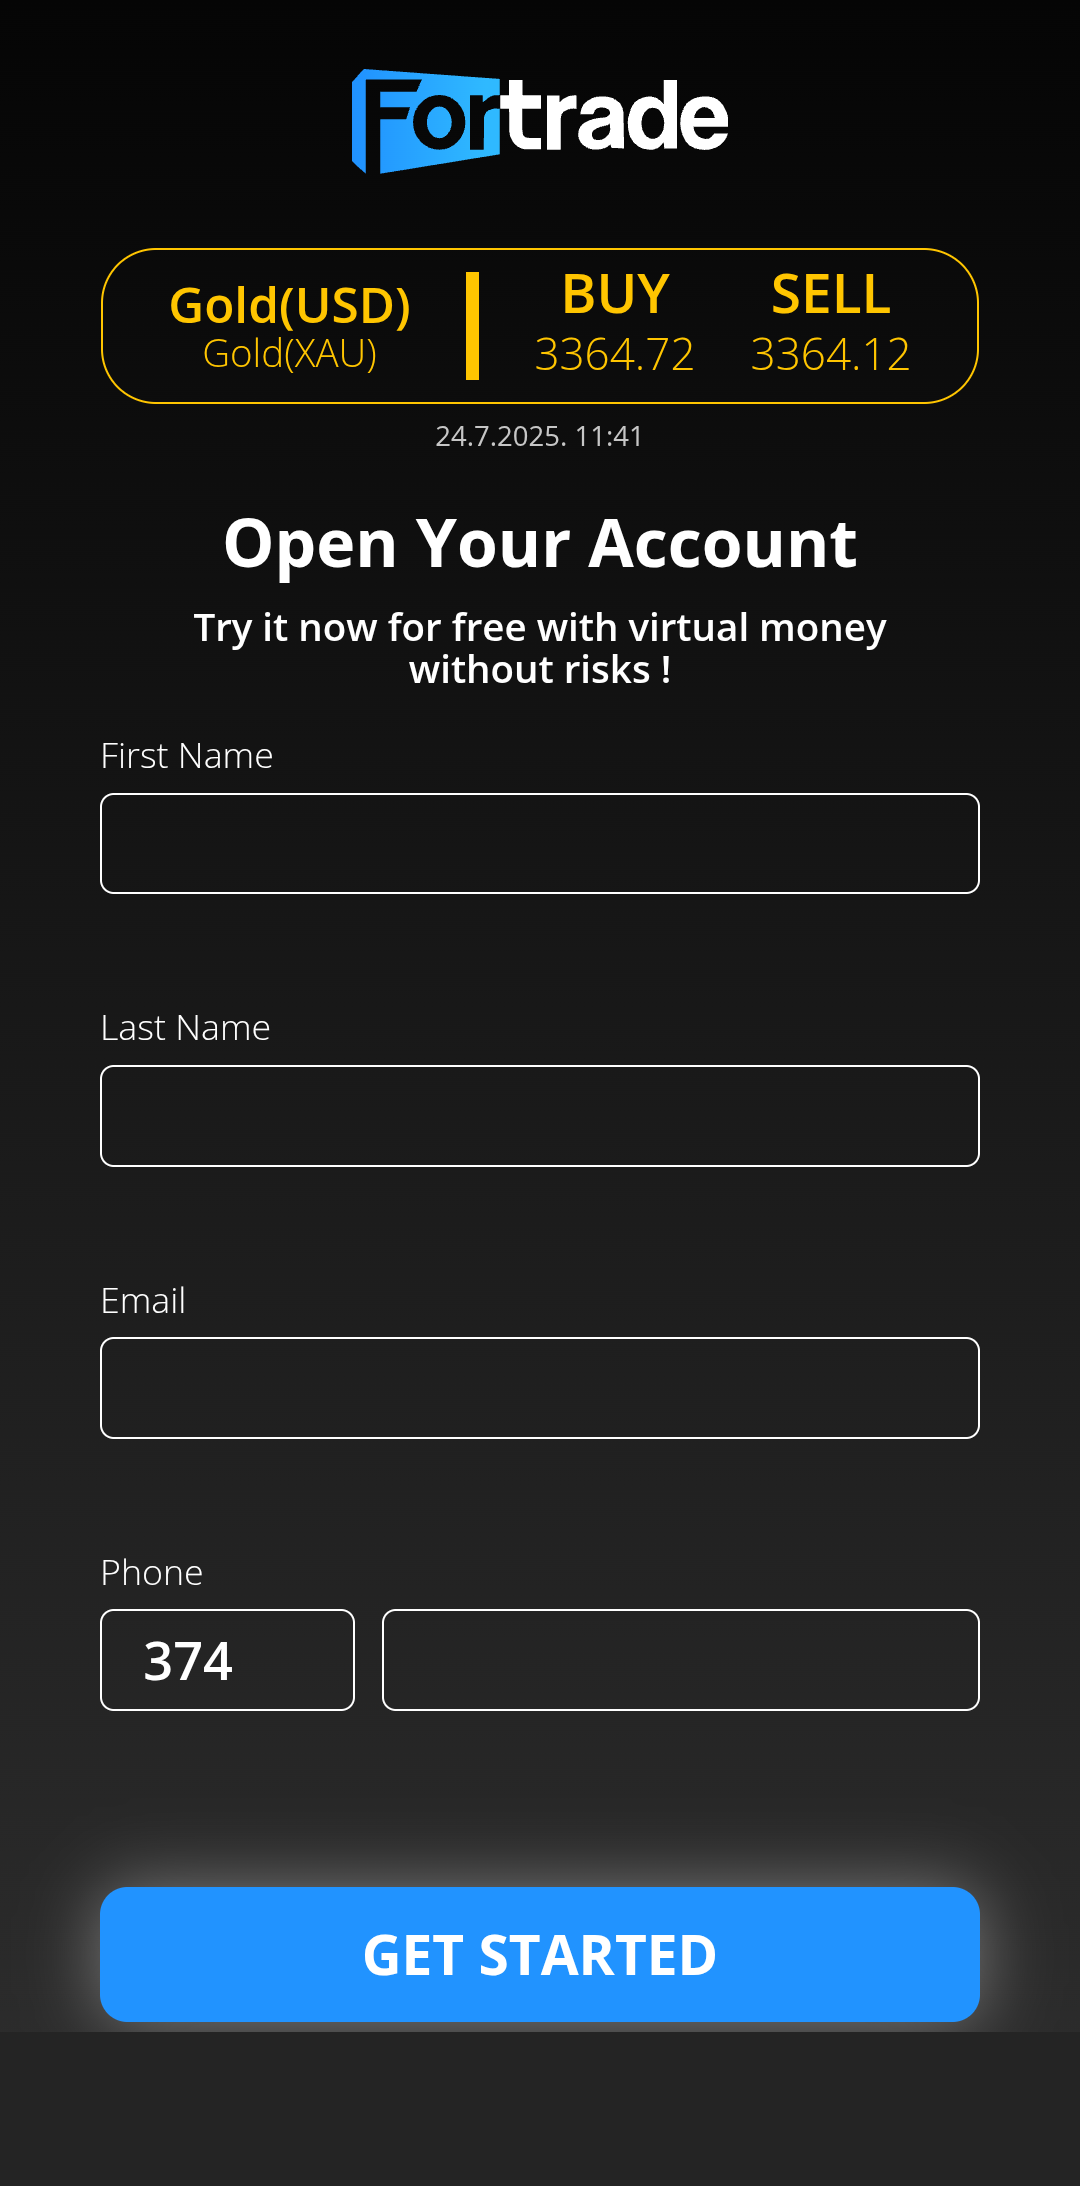 Fortrade
Gold(USD)
Gold(XAU)
BUY SELL
3364.72 3364.12
24.7.2025. 11:41
Open Your Account
Try it now for free with virtual money
without risks !
First Name
Last Name
Email
Phone
374
GET STARTED